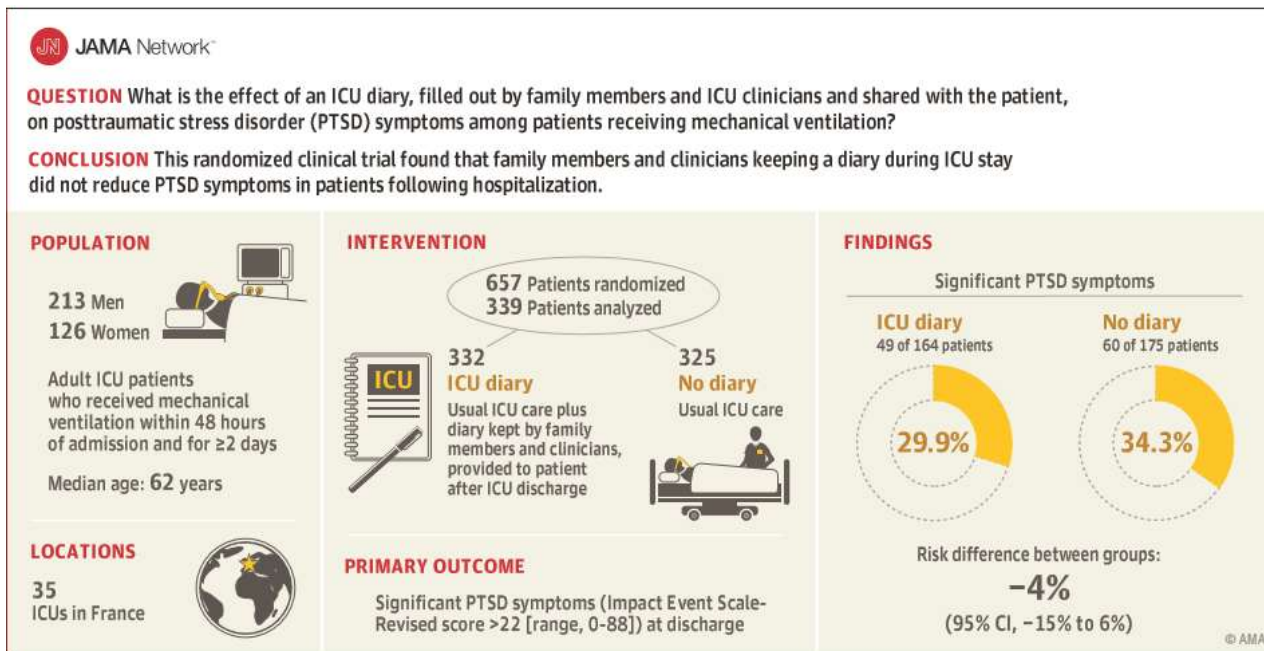 JN JAMA Network™
QUESTION What is the effect of an ICU diary, filled out by family members and ICU clinicians and shared with the patient,
on posttraumatic stress disorder (PTSD) symptoms among patients receiving mechanical ventilation?
CONCLUSION This randomized clinical trial found that family members and clinicians keeping a diary during ICU stay
did not reduce PTSD symptoms in patients following hospitalization.
POPULATION
213 Men
126 Women
Adult ICU patients
who received mechanical
ventilation within 48 hours
of admission and for ≥2 days
Median age: 62 years
LOCATIONS
35
ICUs in France
INTERVENTION
657 Patients randomized
339 Patients analyzed
ICU
332
ICU diary
Usual ICU care plus
diary kept by family
members and clinicians,
provided to patient
after ICU discharge
325
No diary
Usual ICU care
PRIMARY OUTCOME
Significant PTSD symptoms (Impact Event Scale-
Revised score >22 [range, 0-88]) at discharge
FINDINGS
Significant PTSD symptoms
ICU diary
49 of 164 patients
29.9%
No diary
60 of 175 patients
34.3%
Risk difference between groups:
−4%
(95% CI, −15% to 6%)
© AMA